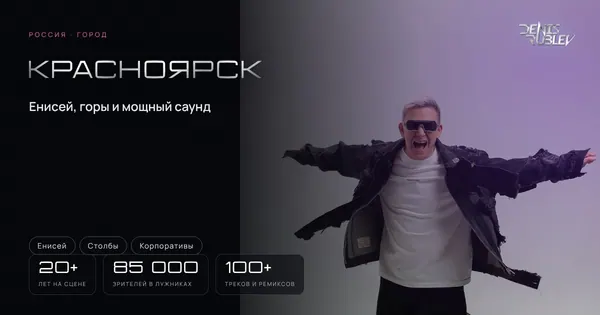 РОССИЯ · ГОРОД
DENIS
RUBLEV
КРАСНОЯРСК
Енисей, горы и мощный саунд
Енисей
Столбы
Корпоративы
20+
85 000
100+
ЛЕТ НА СЦЕНЕ
ЗРИТЕЛЕЙ В ЛУЖНИКАХ
ТРЕКОВ И РЕМИКСОВ